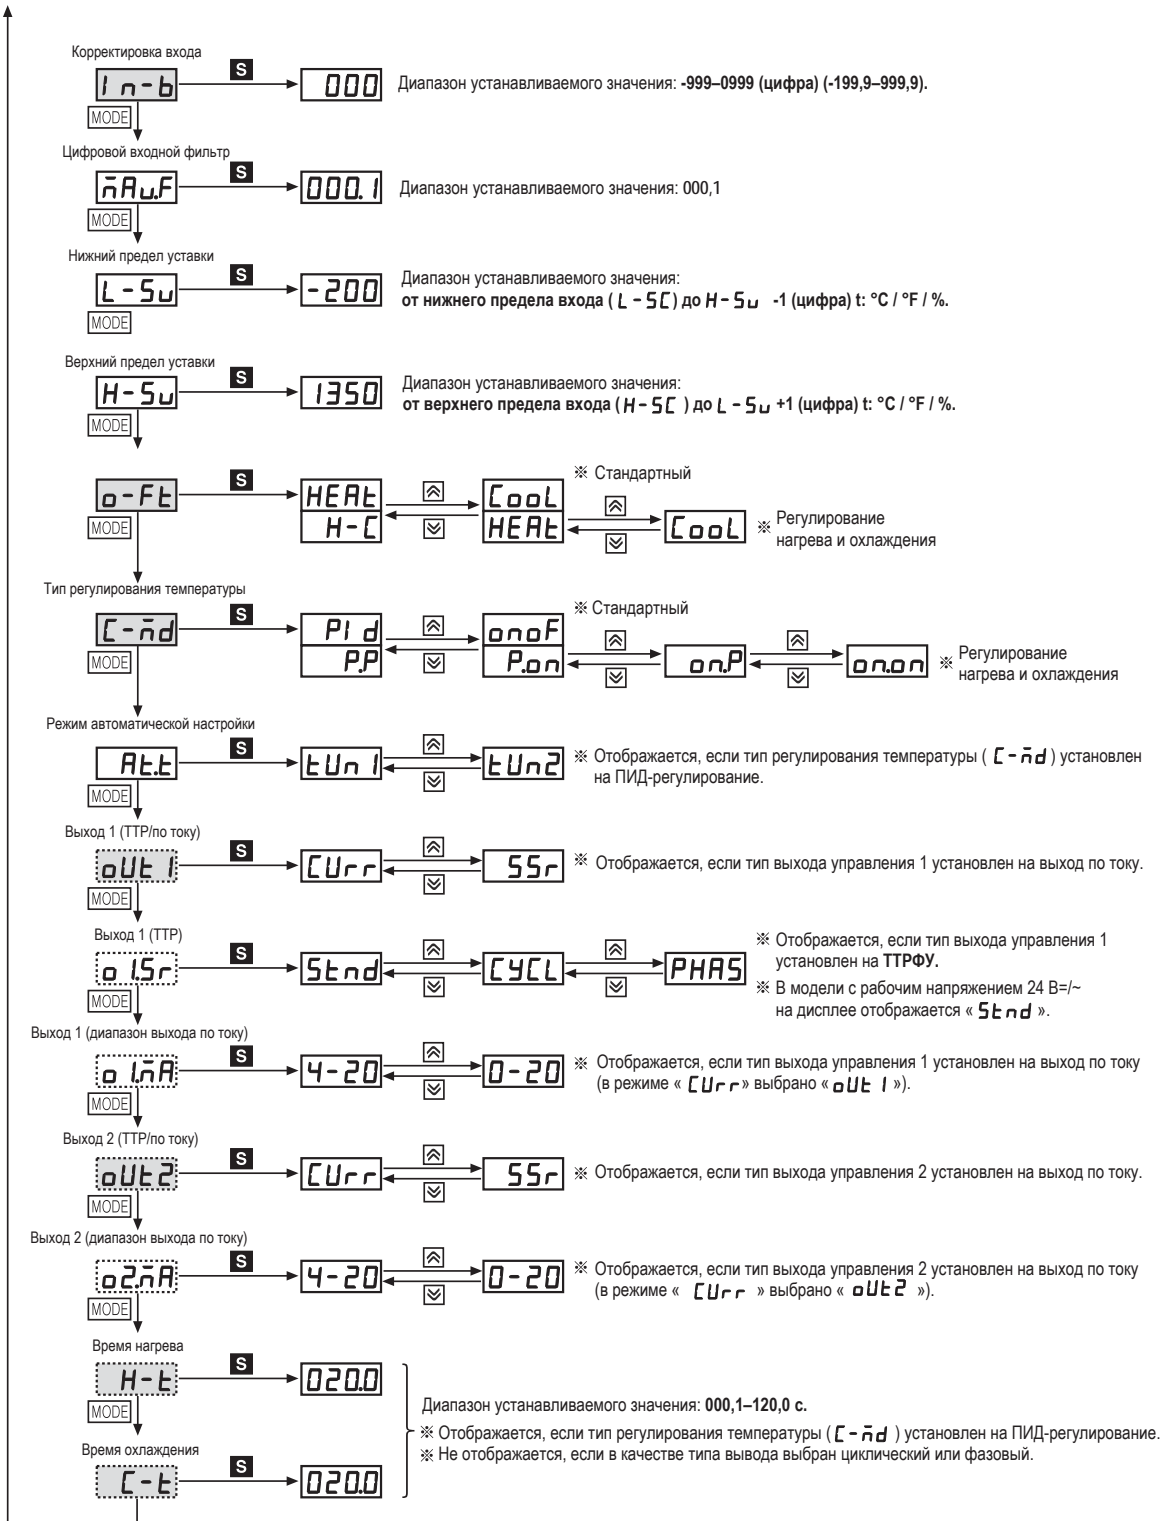 Корректировка входа
In-b S 000 Диапазон устанавливаемого значения: -999–0999 (цифра) (-199,9–999,9).
MODE
Цифровой входной фильтр
mAu.F S 000.1 Диапазон устанавливаемого значения: 000,1
MODE
Нижний предел уставки
L-Su S -200 Диапазон устанавливаемого значения:
от нижнего предела входа ( L-SC ) до H-Su -1 (цифра) t: °C / °F / %.
MODE
Верхний предел уставки
H-Su S 1350 Диапазон устанавливаемого значения:
от верхнего предела входа ( H-SC ) до L-Su +1 (цифра) t: °C / °F / %.
MODE
※ Стандартный
o-Ft S HEAt CooL
H-C HEAt CooL ※ Регулирование
нагрева и охлаждения
MODE
Тип регулирования температуры
※ Стандартный
C-md S PId onoF
P.P P.on on.P on.on ※ Регулирование
нагрева и охлаждения
MODE
Режим автоматической настройки
At.t S tUn1 tUn2 ※ Отображается, если тип регулирования температуры ( C-md ) установлен
на ПИД-регулирование.
MODE
Выход 1 (ТТР/по току)
oUt1 S CUrr SSr ※ Отображается, если тип выхода управления 1 установлен на выход по току.
MODE
Выход 1 (ТТР)
o1.Sr S Stnd CYCL PHAS ※ Отображается, если тип выхода управления 1
установлен на ТТРФУ.
MODE
※ В модели с рабочим напряжением 24 В=/~
на дисплее отображается « Stnd ».
Выход 1 (диапазон выхода по току)
o1.mA S 4-20 0-20 ※ Отображается, если тип выхода управления 1 установлен на выход по току
(в режиме « CUrr » выбрано « oUt1 »).
MODE
Выход 2 (ТТР/по току)
oUt2 S CUrr SSr ※ Отображается, если тип выхода управления 2 установлен на выход по току.
MODE
Выход 2 (диапазон выхода по току)
o2.mA S 4-20 0-20 ※ Отображается, если тип выхода управления 2 установлен на выход по току
(в режиме « CUrr » выбрано « oUt2 »).
MODE
Время нагрева
H-t S 020.0
MODE
Диапазон устанавливаемого значения: 000,1–120,0 с.
※ Отображается, если тип регулирования температуры ( C-md ) установлен на ПИД-регулирование.
※ Не отображается, если в качестве типа вывода выбран циклический или фазовый.
Время охлаждения
C-t S 020.0